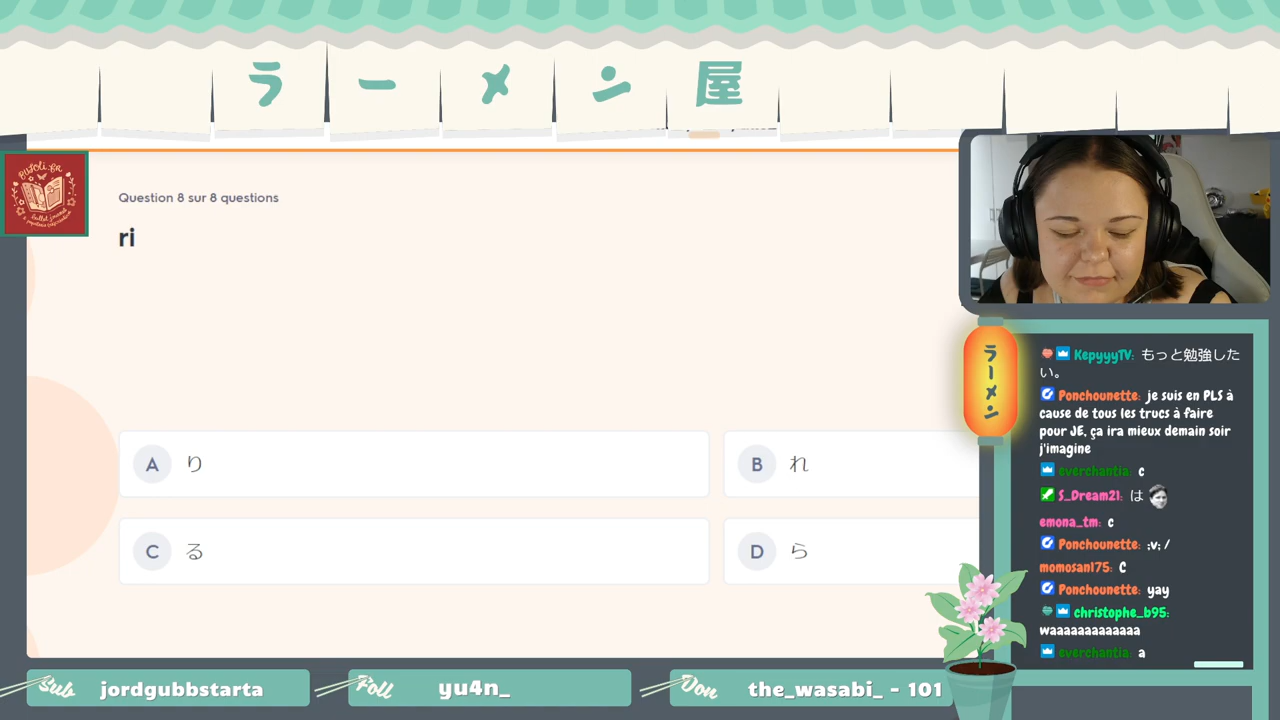 ラーメン屋
Question 8 sur 8 questions
ri
A り
B れ
C る
D ら
ラーメン
KepyyyTV: もっと勉強した
い。
Ponchounette: je suis en PLS à
cause de tous les trucs à faire
pour JE, ça ira mieux demain soir
j'imagine
everchantia: c
S_Dream21: は
emona_tm: c
Ponchounette: ;v; /
momosan175: C
Ponchounette: yay
christophe_b95:
waaaaaaaaaaaaa
everchantia: a
Sub jordgubbstarta
Foll yu4n_
Don the_wasabi_ - 101